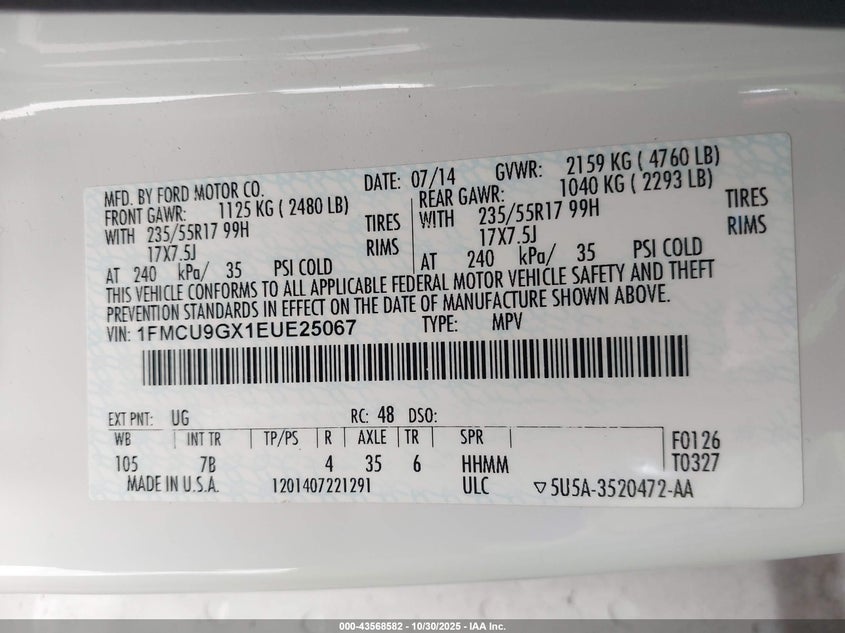 MFD. BY FORD MOTOR CO. DATE: 07/14 GVWR: 2159 KG ( 4760 LB)
FRONT GAWR: 1125 KG ( 2480 LB) REAR GAWR: 1040 KG ( 2293 LB)
WITH 235/55R17 99H TIRES WITH 235/55R17 99H TIRES
17X7.5J RIMS 17X7.5J RIMS
AT 240 kPa/ 35 PSI COLD AT 240 kPa/ 35 PSI COLD
THIS VEHICLE CONFORMS TO ALL APPLICABLE FEDERAL MOTOR VEHICLE SAFETY AND THEFT
PREVENTION STANDARDS IN EFFECT ON THE DATE OF MANUFACTURE SHOWN ABOVE.
VIN: 1FMCU9GX1EUE25067 TYPE: MPV
EXT PNT: UG RC: 48 DSO:
WB INT TR TP/PS R AXLE TR SPR F0126
105 7B 4 35 6 HHMM T0327
MADE IN U.S.A. 1201407221291 ULC ▽5U5A-3520472-AA
000-43568582 - 10/30/2025 - IAA Inc.